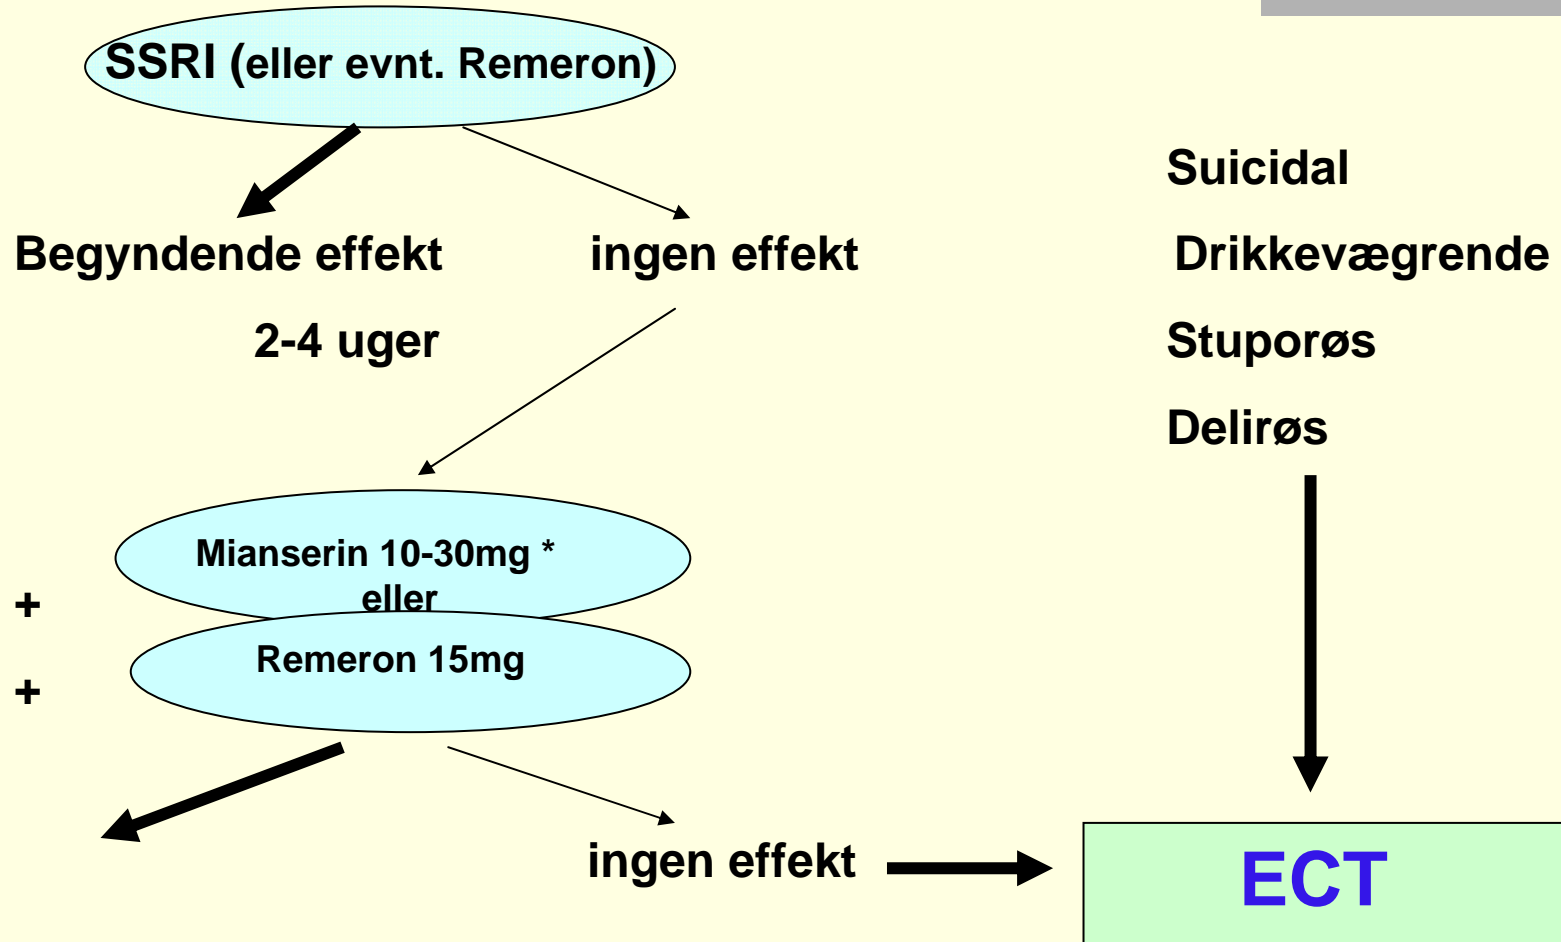 SSRI (eller evnt. Remeron)
Begyndende effekt
ingen effekt
2-4 uger
Suicidal
Drikkevægrende
Stuporøs
Delirøs
Mianserin 10-30mg *
eller
+
Remeron 15mg
+
ingen effekt
ECT